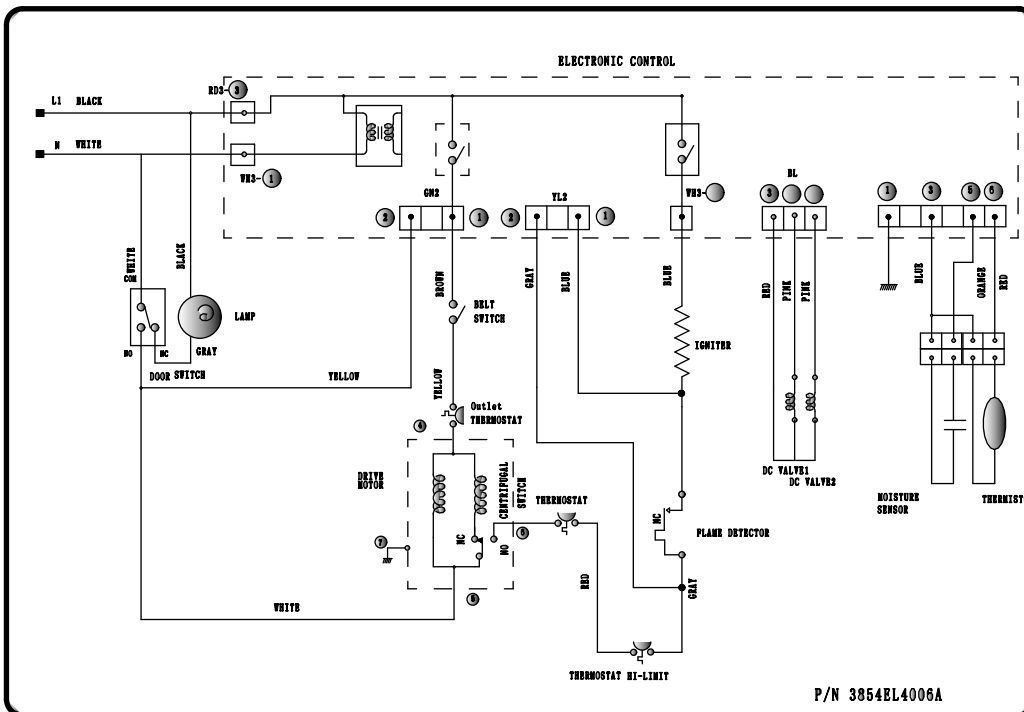 ELECTRONIC CONTROL
RD3- 3
L1 BLACK
N WHITE
WH3- 1
GN2
YL2
WH3-
BL
3
1 3 5 6
2 1
2 1
WHITE
BLACK
COM
BROWN
GRAY
BLUE
BLUE
RED
PINK
PINK
BLUE
ORANGE
RED
BELT
SWITCH
LAMP
IGNITER
GRAY
NO NC
DOOR SWITCH
YELLOW
YELLOW
Outlet
THERMOSTAT
4
DRIVE
MOTOR
CENTRIFUGAL
SWITCH
DC VALVE1
DC VALVE2
MOISTURE
SENSOR
THERMIST
THERMOSTAT
NC
NO
6
NC
FLAME DETECTOR
7
RED
GRAY
5
WHITE
THERMOSTAT HI-LIMIT
P/N 3854EL4006A